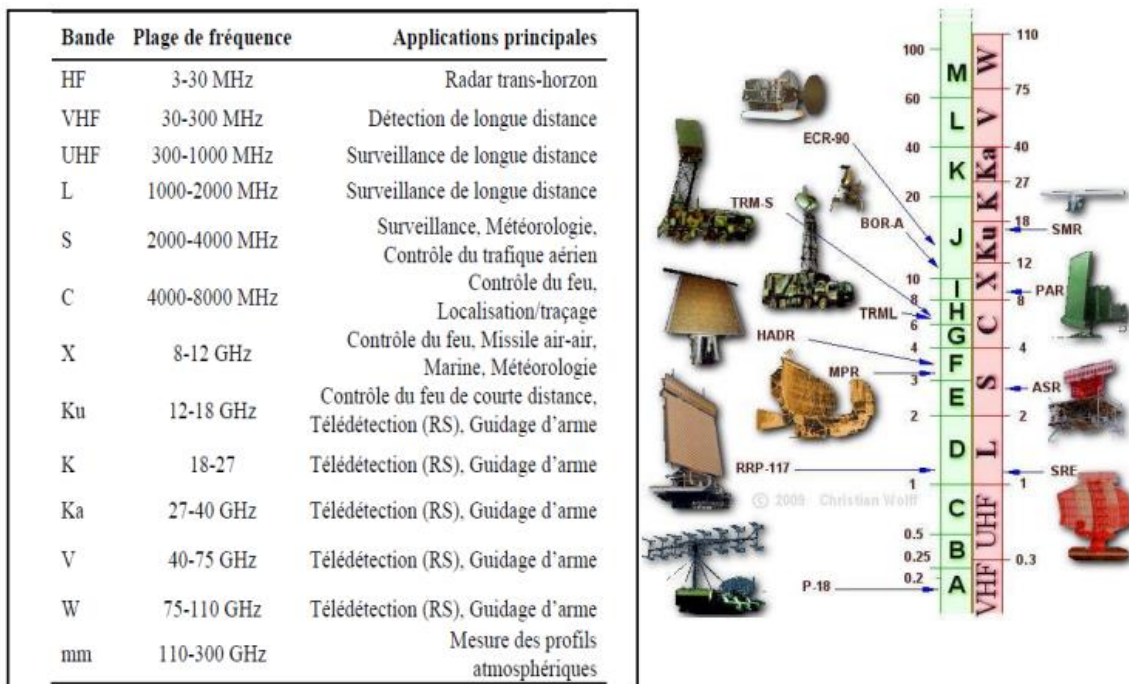 Bande Plage de fréquence Applications principales
HF 3-30 MHz Radar trans-horzon
VHF 30-300 MHz Détection de longue distance
UHF 300-1000 MHz Surveillance de longue distance
L 1000-2000 MHz Surveillance de longue distance
S 2000-4000 MHz Surveillance, Météorologie,
Contrôle du trafique aérien
C 4000-8000 MHz Contrôle du feu,
Localisation/traçage
X 8-12 GHz Contrôle du feu, Missile air-air,
Marine, Météorologie
Ku 12-18 GHz Contrôle du feu de courte distance,
Télédétection (RS), Guidage d'arme
K 18-27 Télédétection (RS), Guidage d'arme
Ka 27-40 GHz Télédétection (RS), Guidage d'arme
V 40-75 GHz Télédétection (RS), Guidage d'arme
W 75-110 GHz Télédétection (RS), Guidage d'arme
mm 110-300 GHz Mesure des profils
atmosphériques
110
100
M
W
75
60
L
V
ECR-90
40
40
K
Ka
27
TRM-S
20
K
18
BOR-A
J
Ku
SMR
12
10
I
X
PAR
8
8
TRML
H
6
G
C
HADR
4
4
F
MPR
3
S
ASR
E
2
2
D
L
RRP-117
SRE
1
1
© 2009 Christian Wolff
C
UHF
0.5
B
0.25
0.3
0.2
A
P-18
VHF